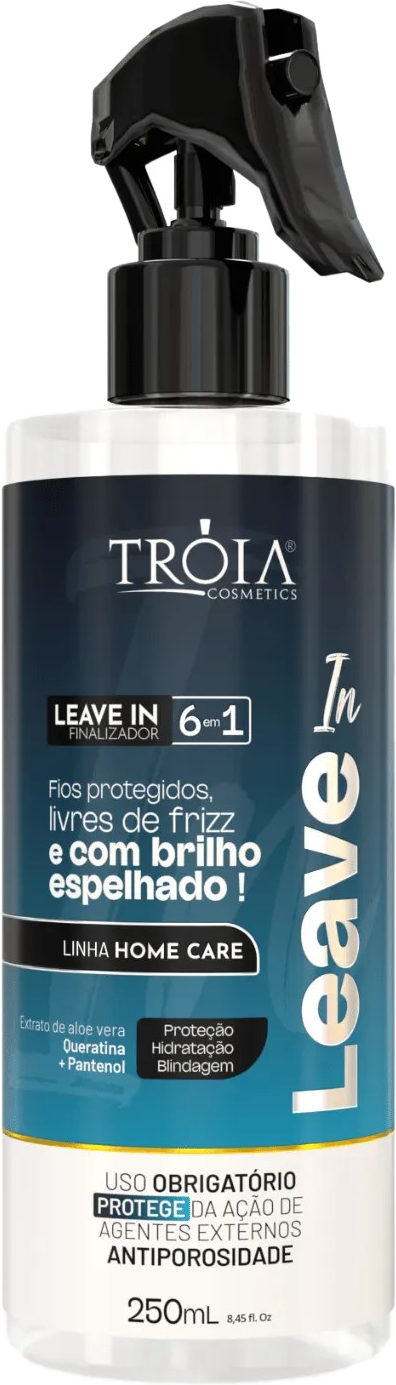 TRÓIA®
COSMETICS
LEAVE IN
FINALIZADOR
6 em 1
Fios protegidos,
livres de frizz
e com brilho
espelhado !
Leave In
LINHA HOME CARE
Extrato de aloe vera
Queratina
+ Pantenol
Proteção
Hidratação
Blindagem
USO OBRIGATÓRIO
PROTEGE DA AÇÃO DE
AGENTES EXTERNOS
ANTIPOROSIDADE
250mL 8,45 fl. Oz